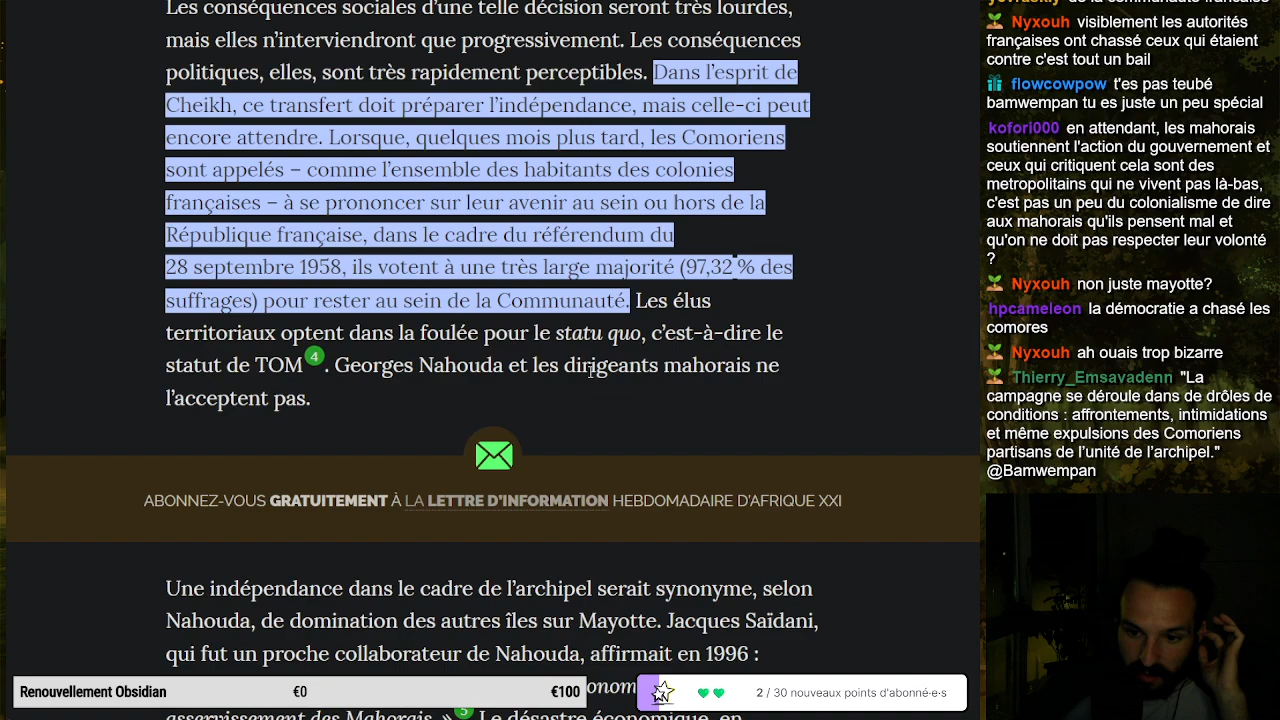 Les conséquences sociales d’une telle décision seront très lourdes,
mais elles n’interviendront que progressivement. Les conséquences
politiques, elles, sont très rapidement perceptibles. Dans l’esprit de
Cheikh, ce transfert doit préparer l’indépendance, mais celle-ci peut
encore attendre. Lorsque, quelques mois plus tard, les Comoriens
sont appelés – comme l’ensemble des habitants des colonies
françaises – à se prononcer sur leur avenir au sein ou hors de la
République française, dans le cadre du référendum du
28 septembre 1958, ils votent à une très large majorité (97,32 % des
suffrages) pour rester au sein de la Communauté. Les élus
territoriaux optent dans la foulée pour le statu quo, c’est-à-dire le
statut de TOM 4. Georges Nahouda et les dirigeants mahorais ne
l’acceptent pas.
ABONNEZ-VOUS GRATUITEMENT À LA LETTRE D’INFORMATION HEBDOMADAIRE D’AFRIQUE XXI
Une indépendance dans le cadre de l’archipel serait synonyme, selon
Nahouda, de domination des autres îles sur Mayotte. Jacques Saïdani,
qui fut un proche collaborateur de Nahouda, affirmait en 1996 :
asservissement des Mahorais. » 5 Le désastre économique, en
Renouvellement Obsidian €0 €100
2 / 30 nouveaux points d'abonné·e·s
de la communauté française
Nyxouh visiblement les autorités
françaises ont chassé ceux qui étaient
contre c'est tout un bail
flowcowpow t'es pas teubé
bamwempan tu es juste un peu spécial
kofori000 en attendant, les mahorais
soutiennent l'action du gouvernement et
ceux qui critiquent cela sont des
metropolitains qui ne vivent pas là-bas,
c'est pas un peu du colonialisme de dire
aux mahorais qu'ils pensent mal et
qu'on ne doit pas respecter leur volonté
?
Nyxouh non juste mayotte?
hpcameleon la démocratie a chasé les
comores
Nyxouh ah ouais trop bizarre
Thierry_Emsavadenn "La
campagne se déroule dans de drôles de
conditions : affrontements, intimidations
et même expulsions des Comoriens
partisans de l’unité de l’archipel."
@Bamwempan